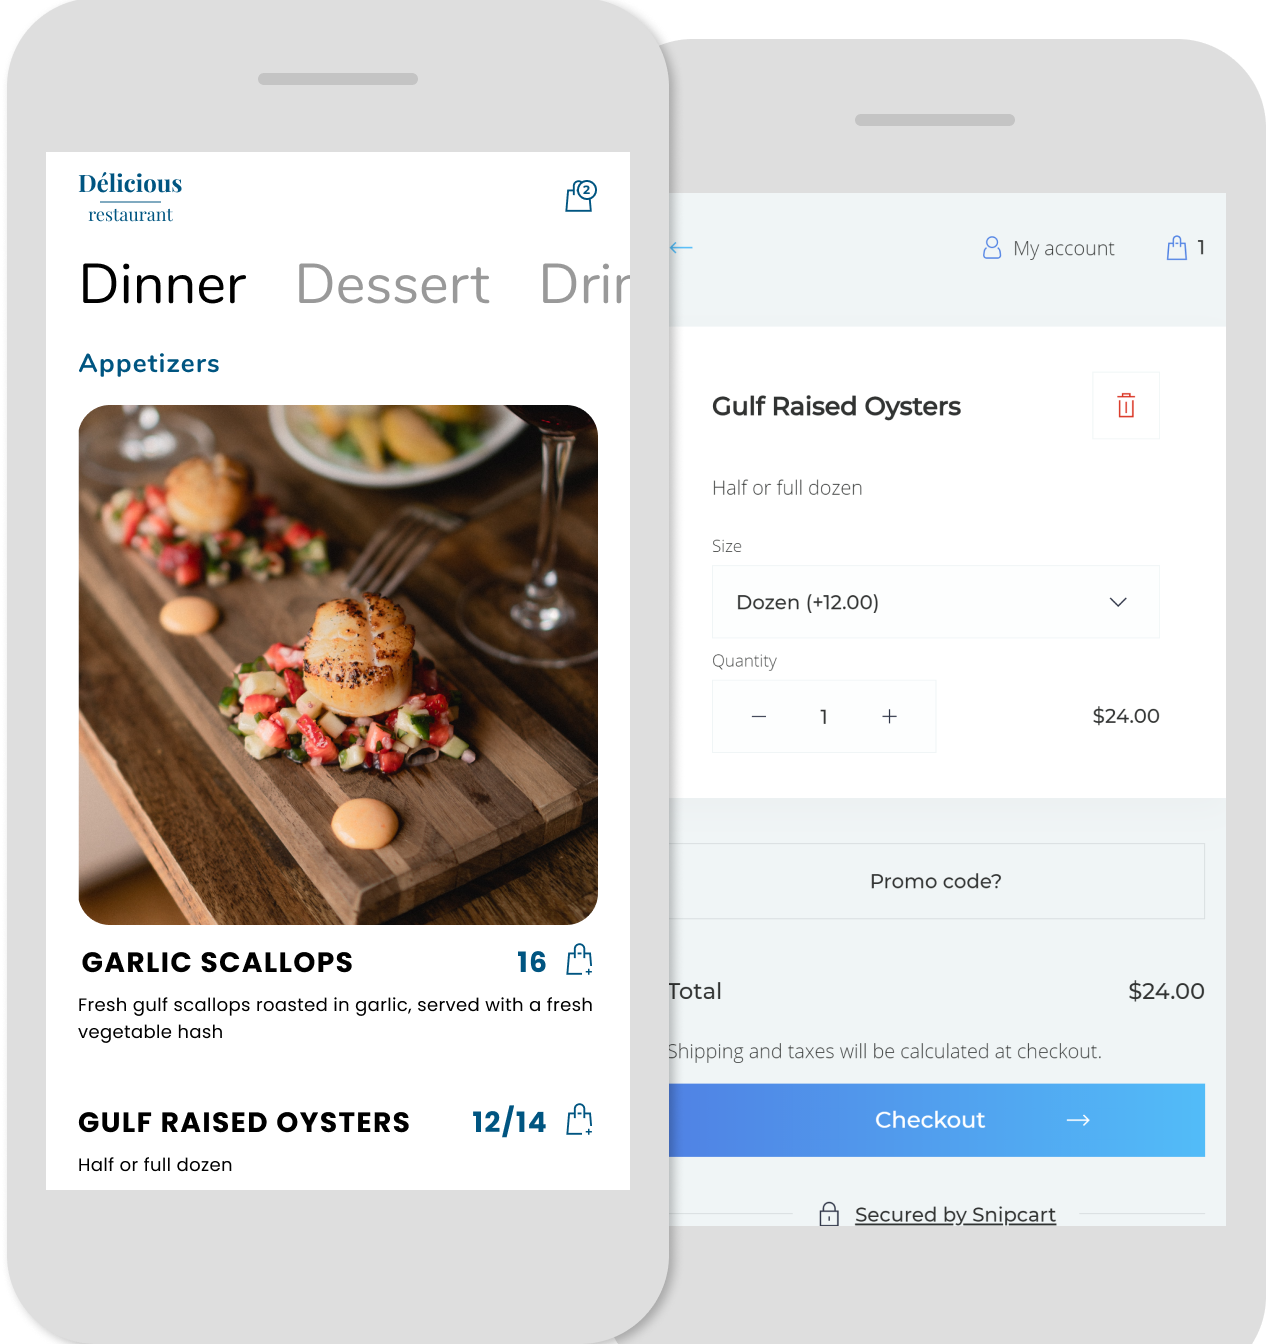 Délicious
restaurant
2
Dinner Dessert Drin
Appetizers
GARLIC SCALLOPS 16
Fresh gulf scallops roasted in garlic, served with a fresh
vegetable hash
GULF RAISED OYSTERS 12/14
Half or full dozen
My account 1
Gulf Raised Oysters
Half or full dozen
Size
Dozen (+12.00)
Quantity
1 $24.00
Promo code?
Total $24.00
Shipping and taxes will be calculated at checkout.
Checkout
Secured by Snipcart